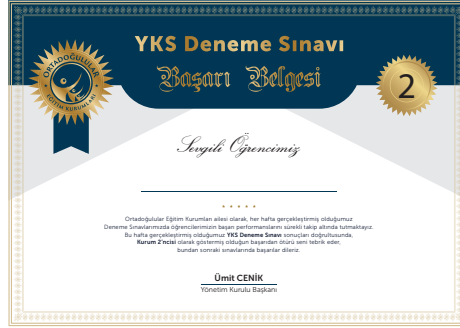 YKS Deneme Sınavı
Başarı Belgesi
ORTADOĞULULAR
EĞİTİM KURUMLARI
2
Sevgili Öğrencimiz
Ortadoğulular Eğitim Kurumları ailesi olarak, her hafta gerçekleştirmiş olduğumuz
Deneme Sınavlarımızda öğrencilerimizin başarı performanslarını sürekli takip altında tutmaktayız.
Bu hafta gerçekleştirmiş olduğumuz YKS Deneme Sınavı sonuçları doğrultusunda,
Kurum 2'ncisi olarak göstermiş olduğun başarıdan ötürü seni tebrik eder,
bundan sonraki sınavlarında başarılar dileriz.
Ümit CENİK
Yönetim Kurulu Başkanı